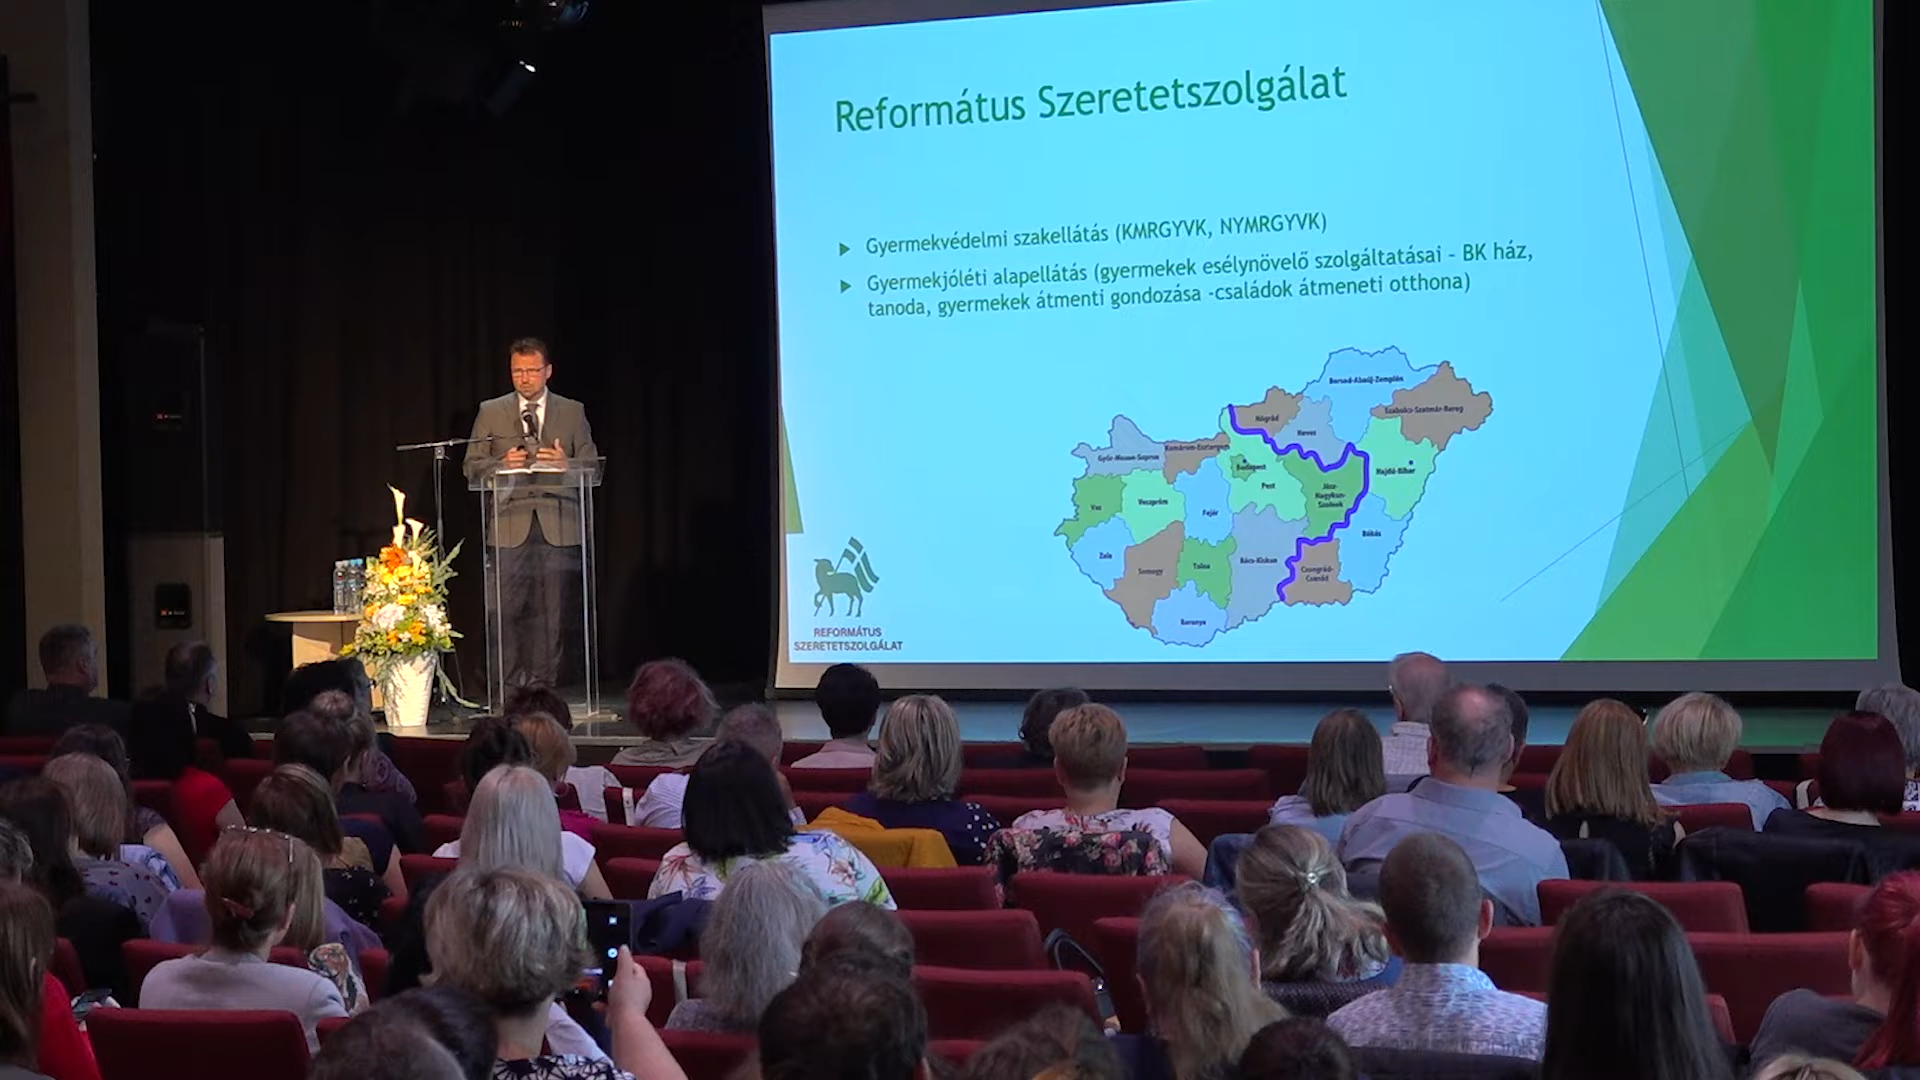 Református Szeretetszolgálat
Gyermekvédelmi szakellátás (KMRGYVK, NYMRGYVK)
Gyermekjóléti alapellátás (gyermekek esélynövelő szolgáltatásai - BK ház,
tanoda, gyermekek átmenti gondozása -családok átmeneti otthona)
Borsod-Abaúj-Zemplén
Szabolcs-Szatmár-Bereg
Nógrád
Heves
Komárom-Esztergom
Győr-Moson-Sopron
Budapest
Hajdú-Bihar
Pest
Jász-
Nagykun-
Szolnok
Vas
Veszprém
Fejér
Békés
Zala
Somogy
Tolna
Bács-Kiskun
Csongrád-
Csanád
Baranya
REFORMÁTUS
SZERETETSZOLGÁLAT